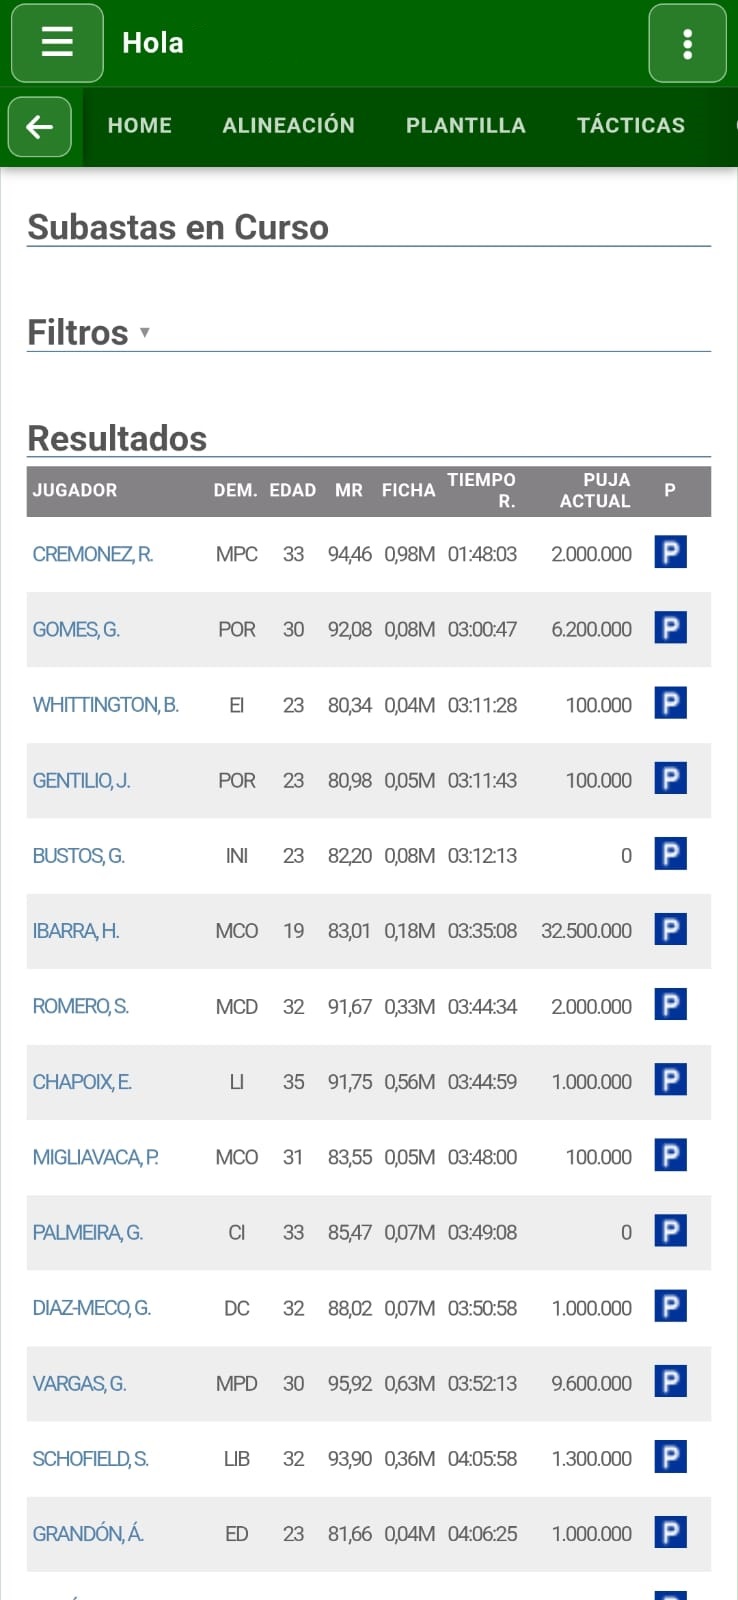 Hola
HOME ALINEACIÓN PLANTILLA TÁCTICAS
Subastas en Curso
Filtros ▾
Resultados
JUGADOR DEM. EDAD MR FICHA TIEMPO R. PUJA ACTUAL P
CREMONEZ, R. MPC 33 94,46 0,98M 01:48:03 2.000.000 P
GOMES, G. POR 30 92,08 0,08M 03:00:47 6.200.000 P
WHITTINGTON, B. EI 23 80,34 0,04M 03:11:28 100.000 P
GENTILIO, J. POR 23 80,98 0,05M 03:11:43 100.000 P
BUSTOS, G. INI 23 82,20 0,08M 03:12:13 0 P
IBARRA, H. MCO 19 83,01 0,18M 03:35:08 32.500.000 P
ROMERO, S. MCD 32 91,67 0,33M 03:44:34 2.000.000 P
CHAPOIX, E. LI 35 91,75 0,56M 03:44:59 1.000.000 P
MIGLIAVACA, P. MCO 31 83,55 0,05M 03:48:00 100.000 P
PALMEIRA, G. CI 33 85,47 0,07M 03:49:08 0 P
DIAZ-MECO, G. DC 32 88,02 0,07M 03:50:58 1.000.000 P
VARGAS, G. MPD 30 95,92 0,63M 03:52:13 9.600.000 P
SCHOFIELD, S. LIB 32 93,90 0,36M 04:05:58 1.300.000 P
GRANDÓN, Á. ED 23 81,66 0,04M 04:06:25 1.000.000 P